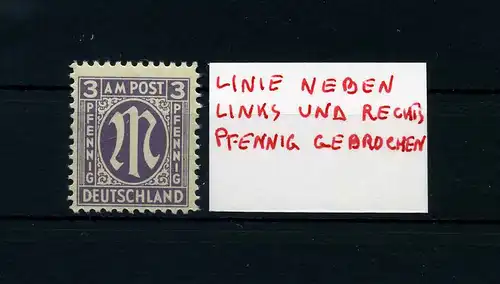 3 AM POST 3
PFENNIG
M
PFENNIG
DEUTSCHLAND
LINIE NEBEN
LINKS UND RECHTS
PFENNIG GEBROCHEN